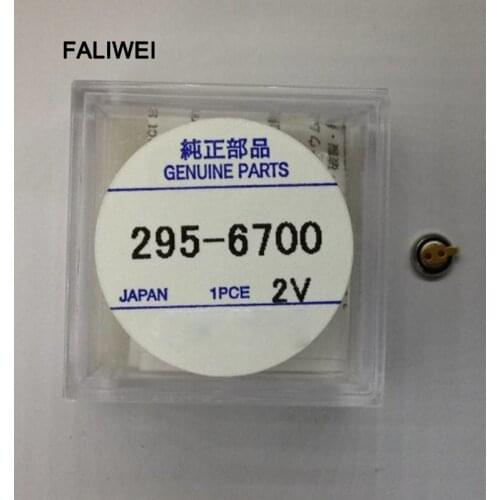 FALIWEI
純正部品
GENUINE PARTS
295-6700
JAPAN 1PCE 2V